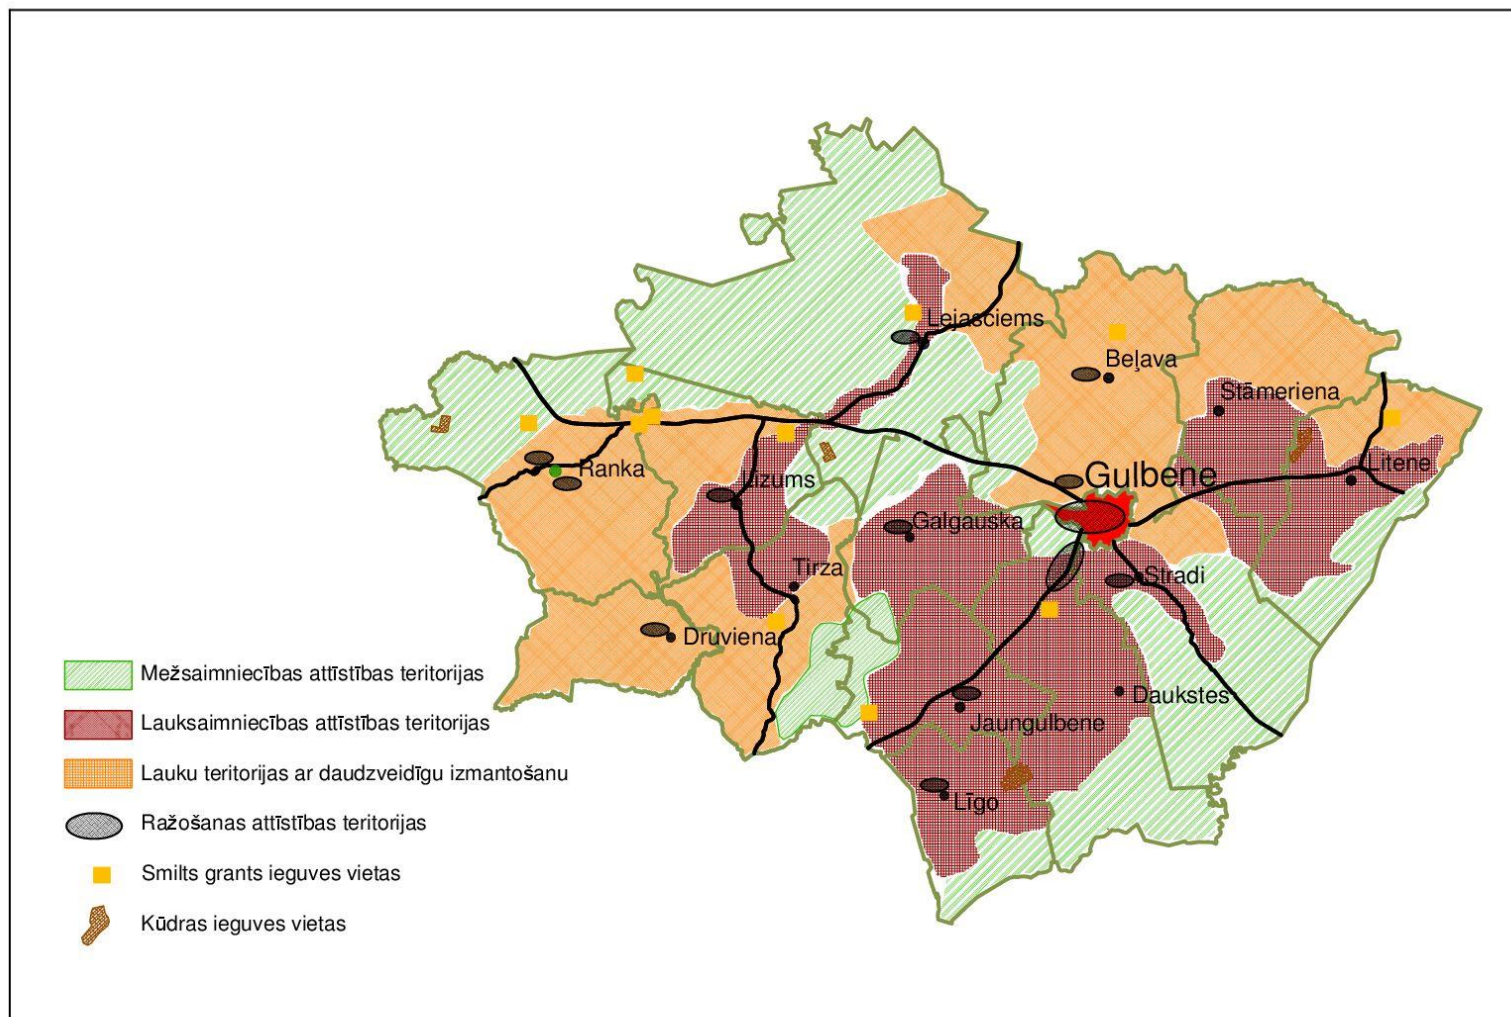 Lejasciems
Beļava
Stāmeriena
Ranka
Lizums
Gulbene
Litene
Galgauska
Tirza
Stradi
Druviena
Daukstes
Jaungulbene
Līgo
Mežsaimniecības attīstības teritorijas
Lauksaimniecības attīstības teritorijas
Lauku teritorijas ar daudzveidīgu izmantošanu
Ražošanas attīstības teritorijas
Smilts grants ieguves vietas
Kūdras ieguves vietas